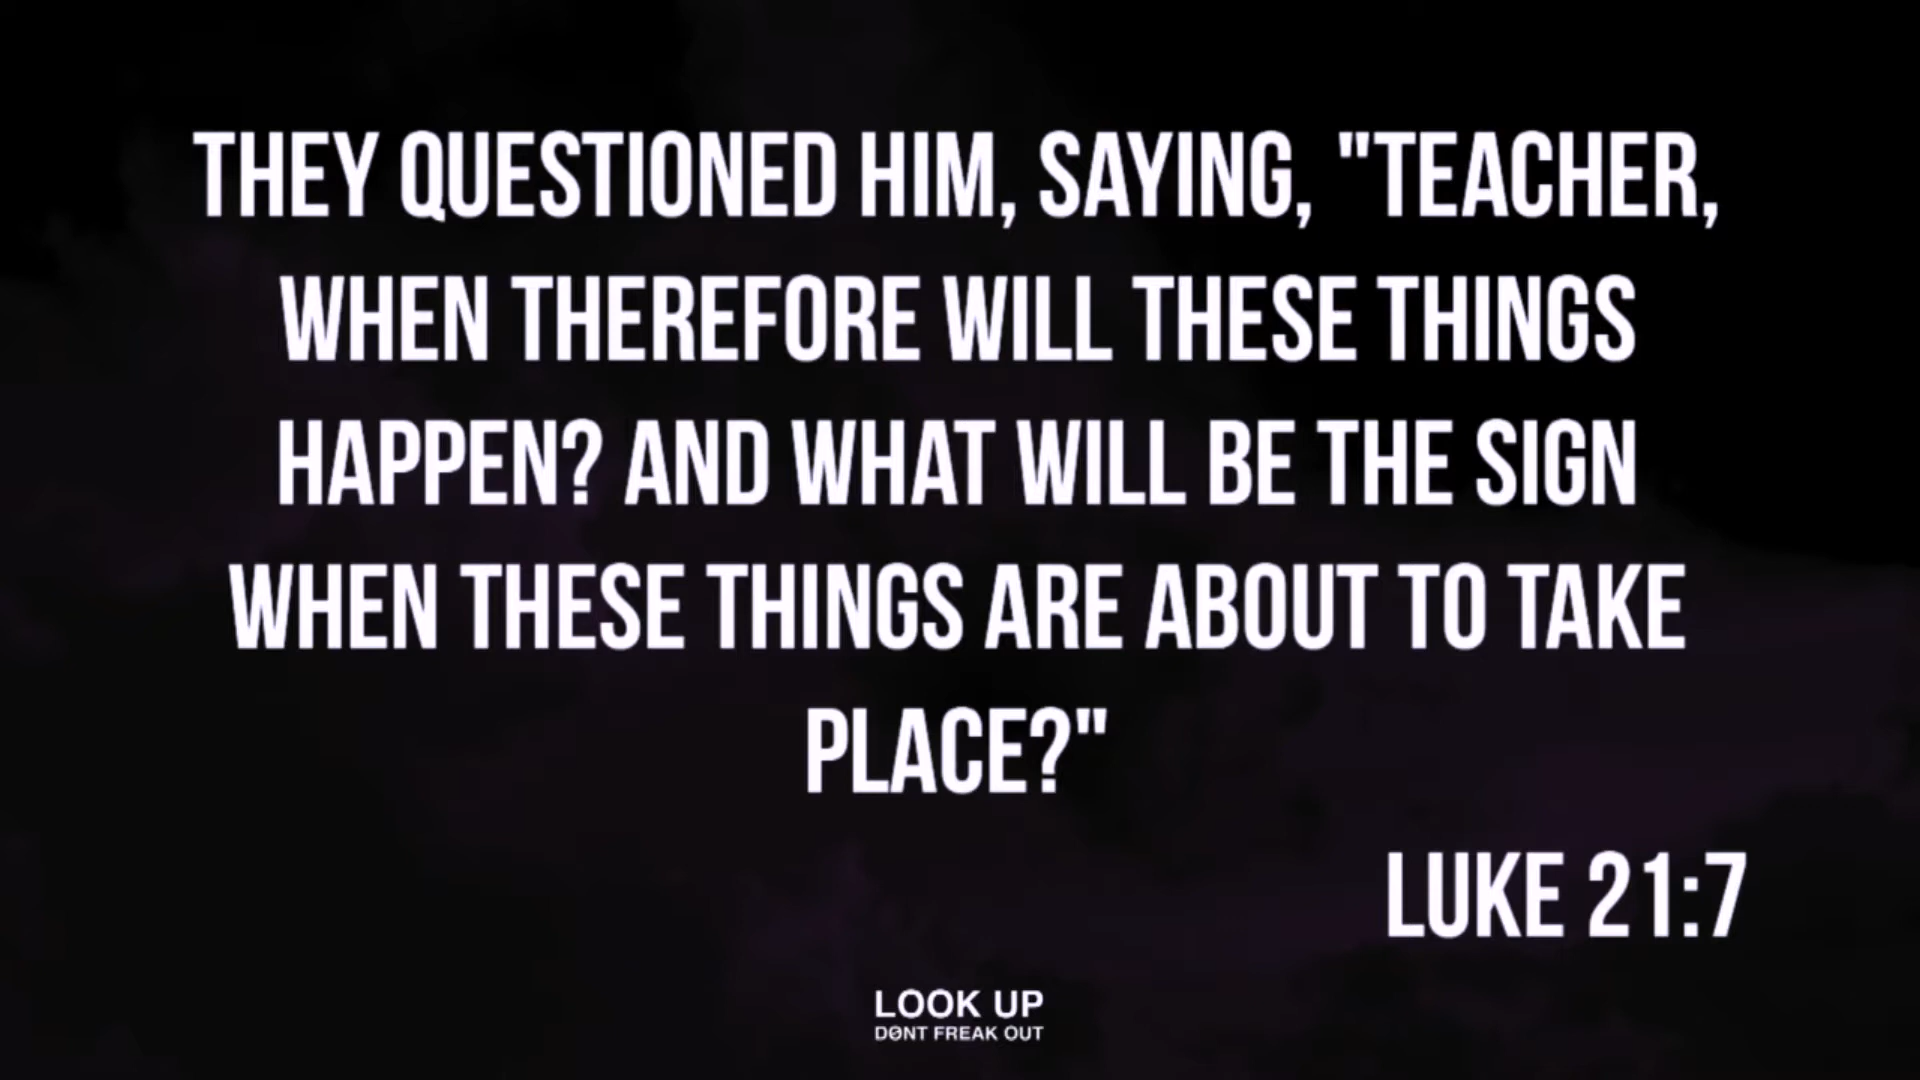 THEY QUESTIONED HIM, SAYING, "TEACHER,
WHEN THEREFORE WILL THESE THINGS
HAPPEN? AND WHAT WILL BE THE SIGN
WHEN THESE THINGS ARE ABOUT TO TAKE
PLACE?"
LUKE 21:7
LOOK UP
DØNT FREAK OUT